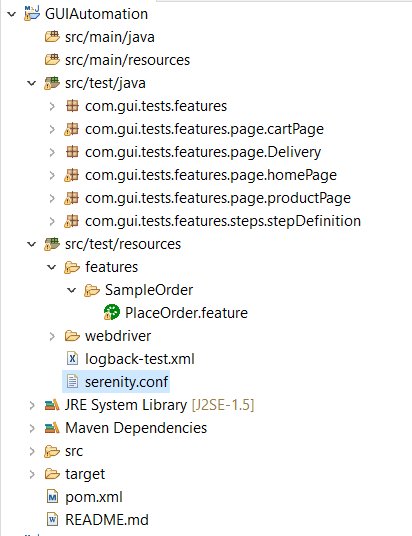 GUIAutomation
src/main/java
src/main/resources
src/test/java
com.gui.tests.features
com.gui.tests.features.page.cartPage
com.gui.tests.features.page.Delivery
com.gui.tests.features.page.homePage
com.gui.tests.features.page.productPage
com.gui.tests.features.steps.stepDefinition
src/test/resources
features
SampleOrder
PlaceOrder.feature
webdriver
logback-test.xml
serenity.conf
JRE System Library [J2SE-1.5]
Maven Dependencies
src
target
pom.xml
README.md